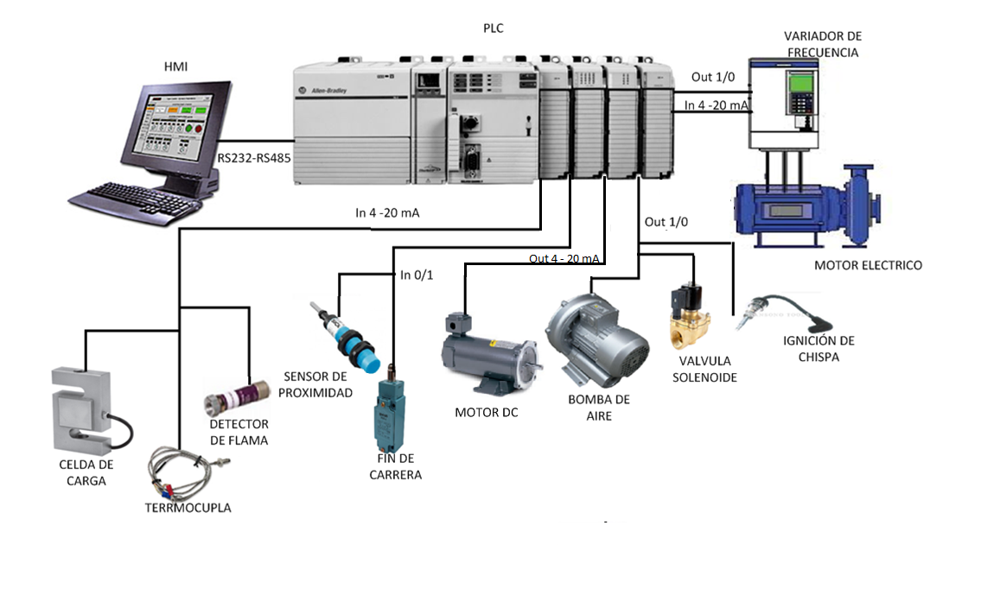 PLC
VARIADOR DE
FRECUENCIA
HMI
Allen-Bradley
Out 1/0
In 4 -20 mA
RS232-RS485
In 4 -20 mA
Out 1/0
Out 4 - 20 mA
In 0/1
MOTOR ELECTRICO
IGNICIÓN DE
CHISPA
VALVULA
SOLENOIDE
SENSOR DE
PROXIMIDAD
BOMBA DE
AIRE
MOTOR DC
DETECTOR
DE FLAMA
FIN DE
CARRERA
CELDA DE
CARGA
TERRMOCUPLA